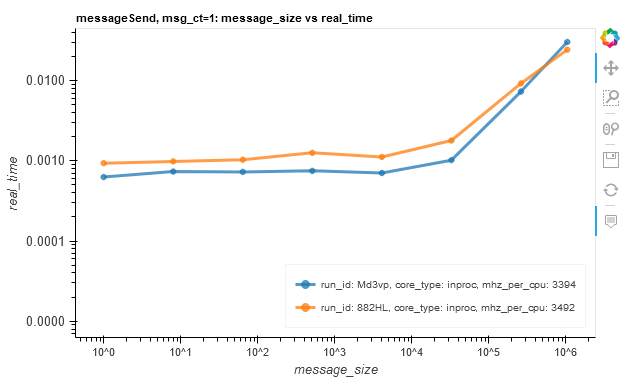 messageSend, msg_ct=1: message_size vs real_time
real_time
0.0100
0.0010
0.0001
0.0000
run_id: Md3vp, core_type: inproc, mhz_per_cpu: 3394
run_id: 882HL, core_type: inproc, mhz_per_cpu: 3492
10^0 10^1 10^2 10^3 10^4 10^5 10^6
message_size